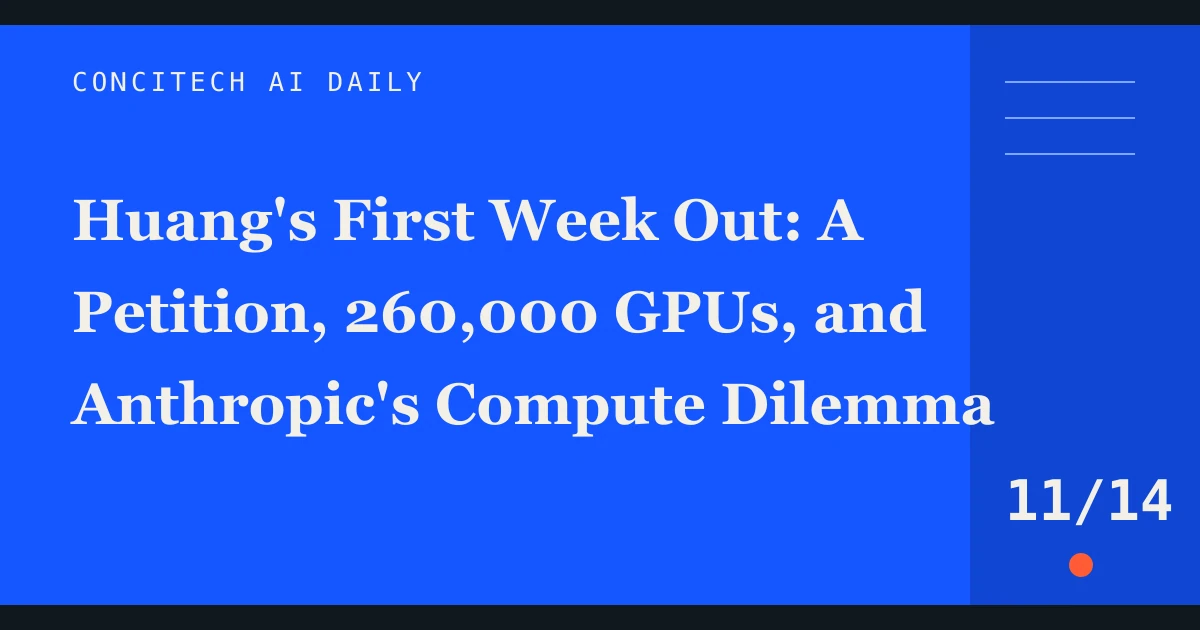 CONCITECH AI DAILY
Huang's First Week Out: A
Petition, 260,000 GPUs, and
Anthropic's Compute Dilemma
11/14